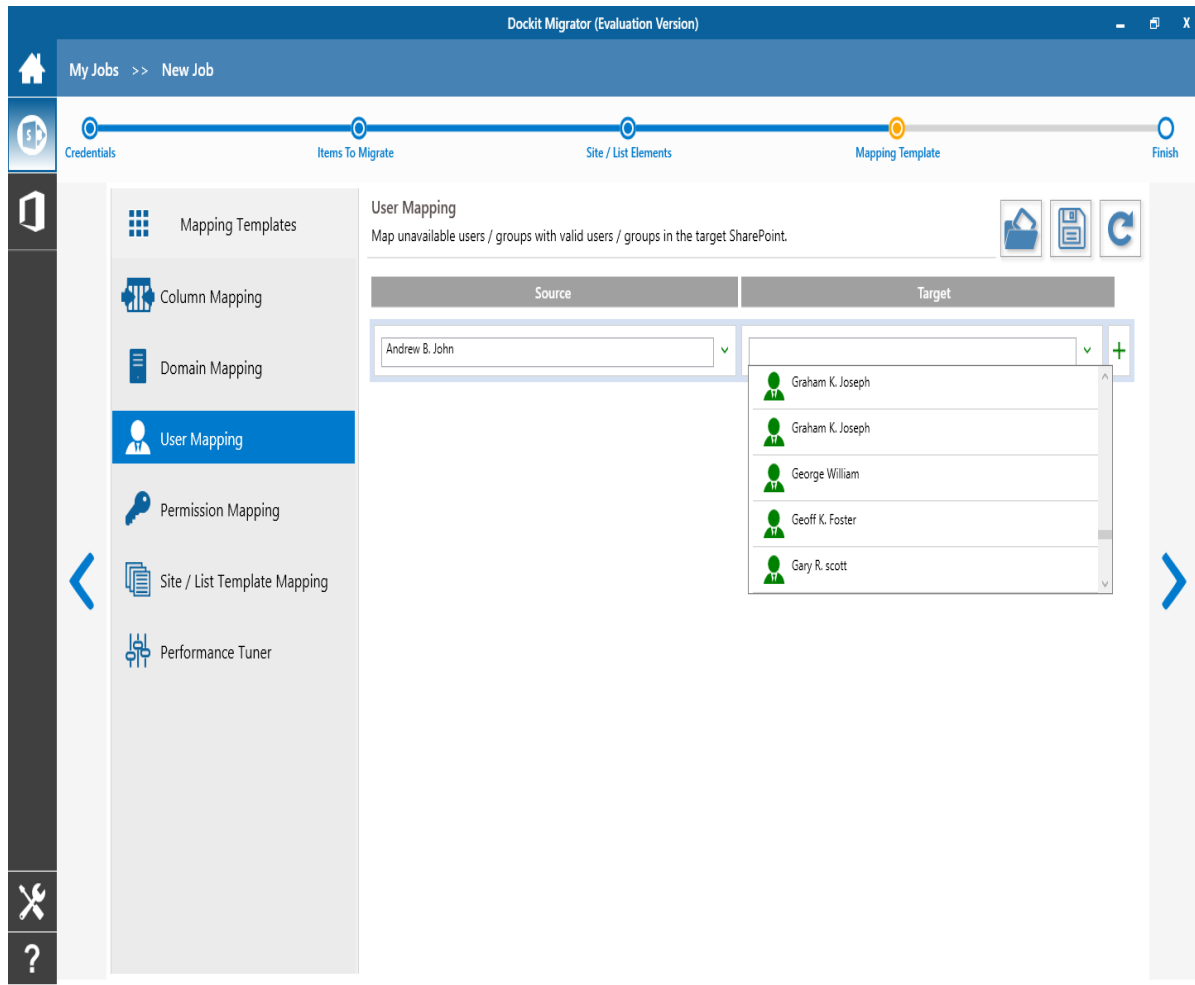 Dockit Migrator (Evaluation Version)
X
My Jobs >> New Job
S
Credentials
Items To Migrate
Site / List Elements
Mapping Template
Finish
Mapping Templates
Column Mapping
Domain Mapping
User Mapping
Permission Mapping
Site / List Template Mapping
Performance Tuner
User Mapping
Map unavailable users / groups with valid users / groups in the target SharePoint.
Source Target
Andrew B. John
+
Graham K. Joseph
Graham K. Joseph
George William
Geoff K. Foster
Gary R. scott
?